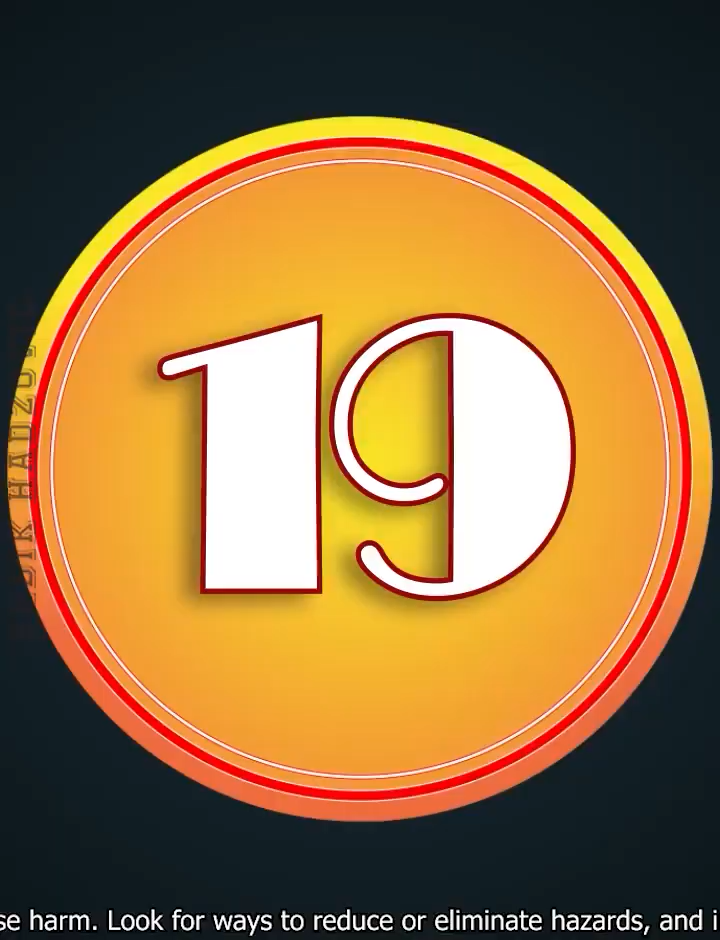 19
se harm. Look for ways to reduce or eliminate hazards, and i